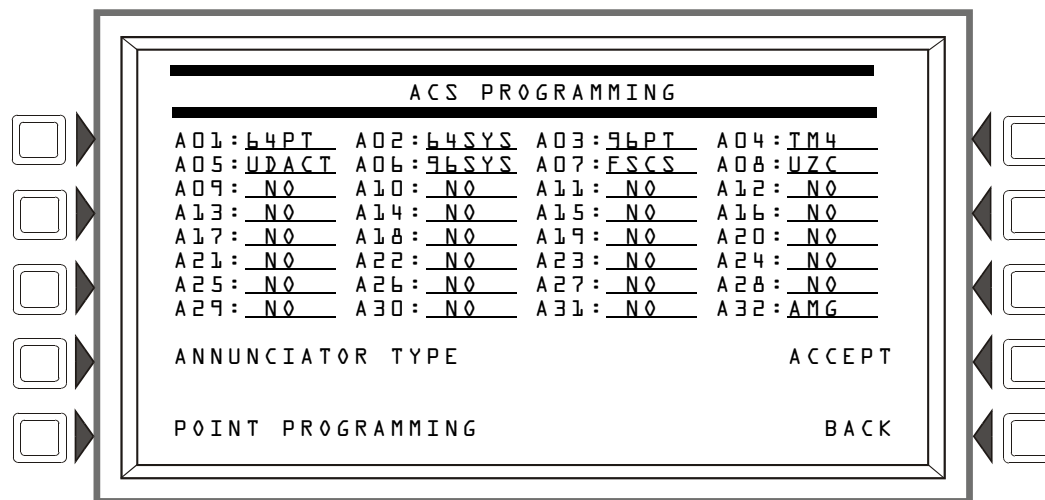 ACS PROGRAMMING
A01:64PT A02:64SYS A03:96PT A04:TM4
A05:UDACT A06:96SYS A07:FSCS A08:UZC
A09: NO A10: NO A11: NO A12: NO
A13: NO A14: NO A15: NO A16: NO
A17: NO A18: NO A19: NO A20: NO
A21: NO A22: NO A23: NO A24: NO
A25: NO A26: NO A27: NO A28: NO
A29: NO A30: NO A31: NO A32:AMG
ANNUNCIATOR TYPE ACCEPT
POINT PROGRAMMING BACK